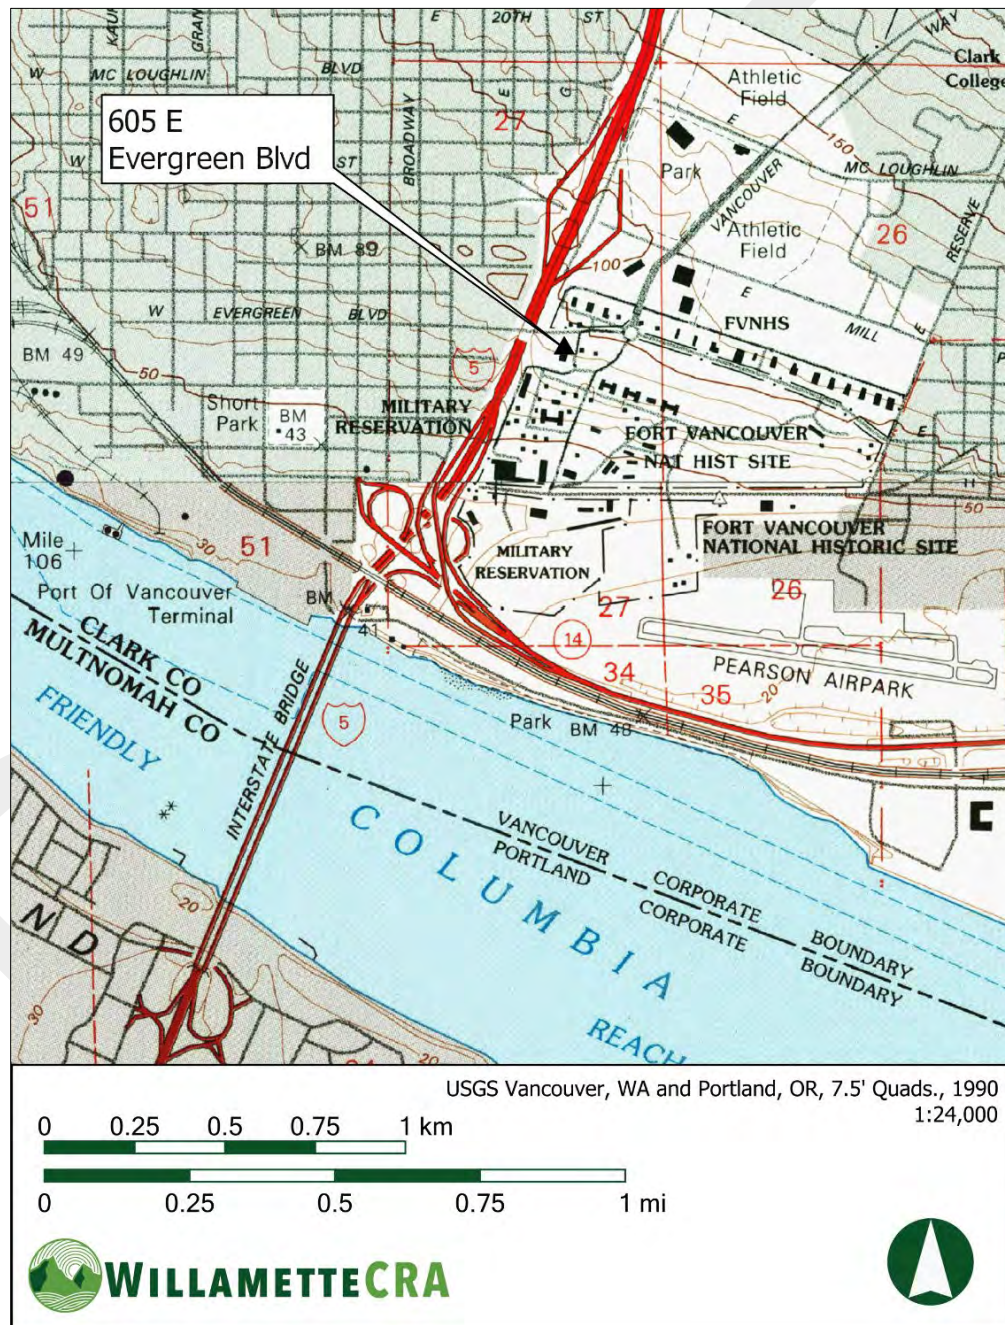 E 20TH ST
KAUF
GRAN
WAY
Clark
College
W MC LOUGHLIN BLVD
BROADWAY
E
G
27
Athletic
Field
E
150
605 E
Evergreen Blvd
W
ST
Park
VANCOUVER
MC LOUGHLIN
RESERVE
51
BM 89
100
Athletic
Field
26
W EVERGREEN BLVD
E
FVNHS
MILL
E
BM 49
50
5
P
Short
Park
BM
43
MILITARY
RESERVATION
FORT VANCOUVER
NAT HIST SITE
E
H
50
30
51
Mile
106
FORT VANCOUVER
NATIONAL HISTORIC SITE
MILITARY
RESERVATION
Port Of Vancouver
Terminal
BM
41
27
26
14
CLARK CO
MULTNOMAH CO
34
35
20
PEARSON AIRPARK
FRIENDLY
INTERSTATE BRIDGE
5
Park
BM 48
COLUMBIA
REACH
VANCOUVER CORPORATE BOUNDARY
PORTLAND CORPORATE BOUNDARY
C
20
N D
30
20
USGS Vancouver, WA and Portland, OR, 7.5' Quads., 1990
1:24,000
0 0.25 0.5 0.75 1 km
0 0.25 0.5 0.75 1 mi
WILLAMETTECRA